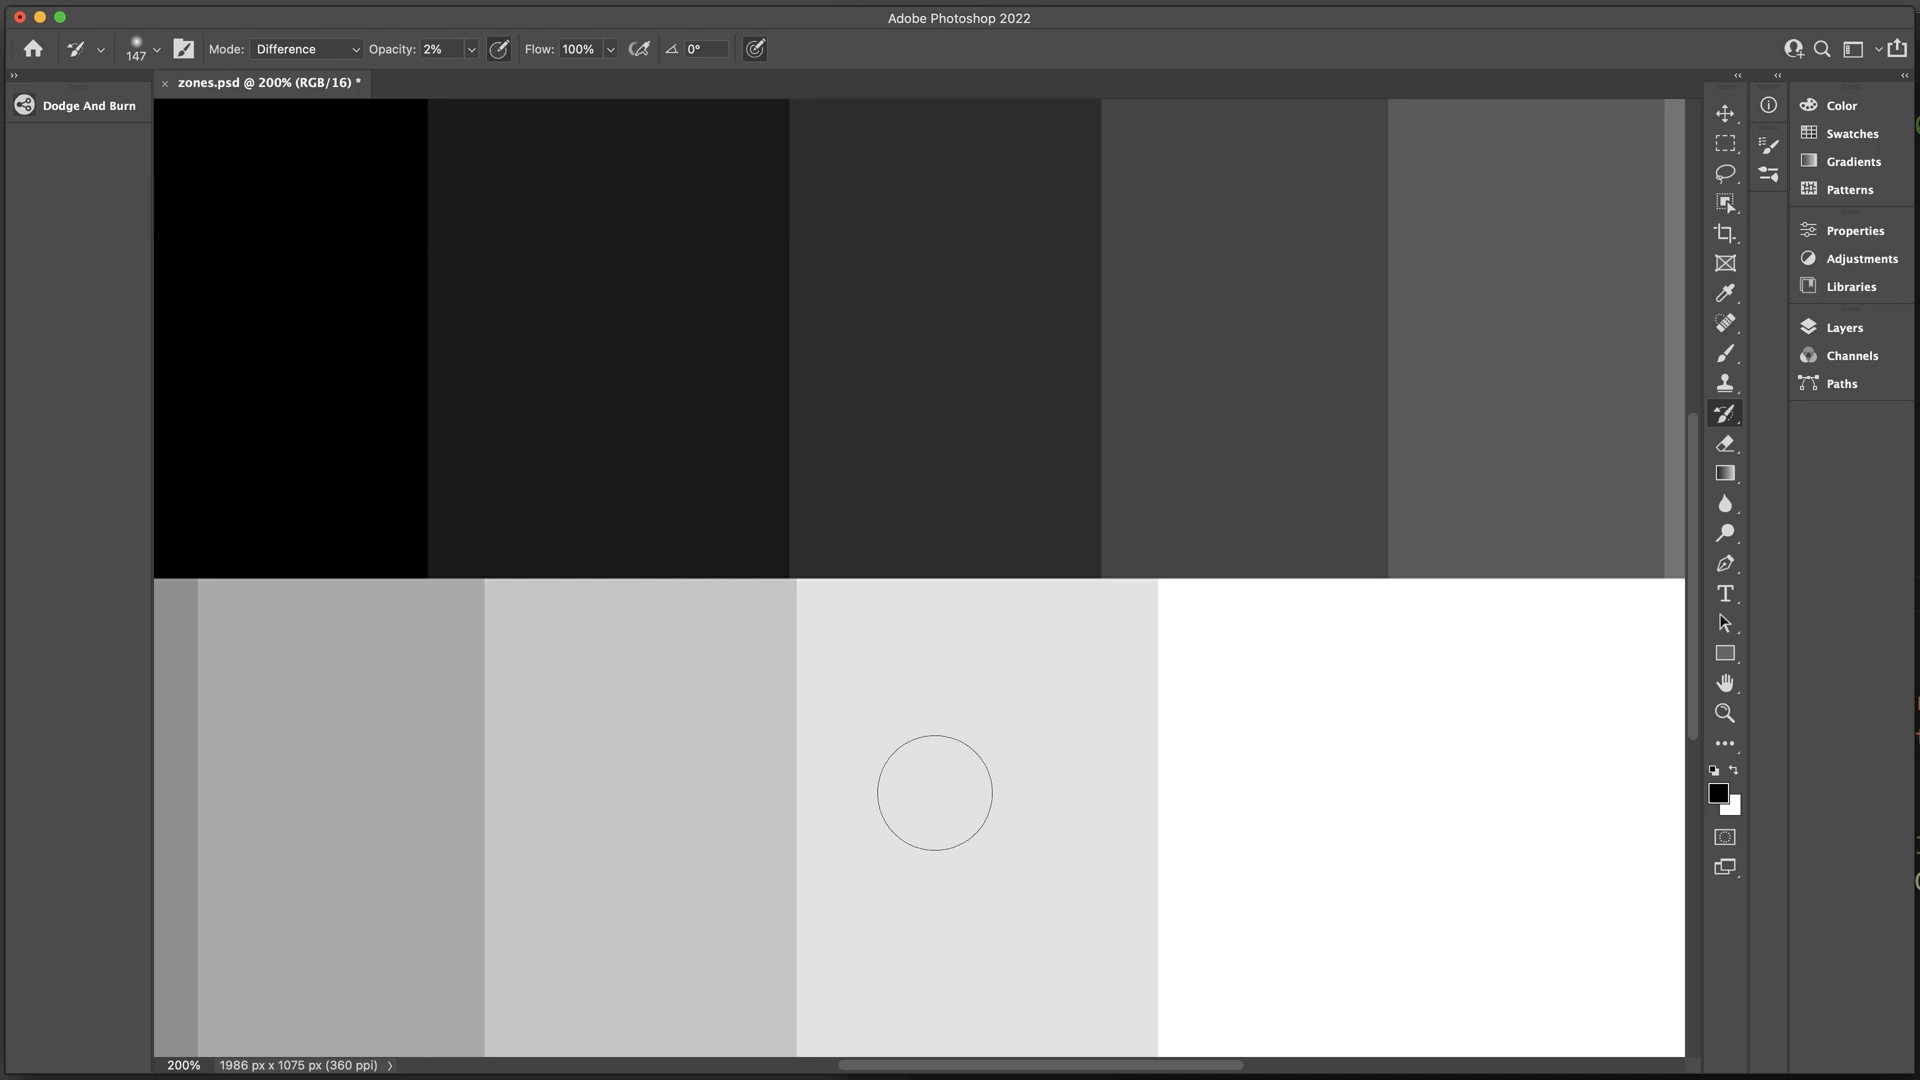 Adobe Photoshop 2022
147
Mode: Difference Opacity: 2% Flow: 100% 0°
zones.psd @ 200% (RGB/16) *
Dodge And Burn
Color
Swatches
Gradients
Patterns
Properties
Adjustments
Libraries
Layers
Channels
Paths
200% 1986 px x 1075 px (360 ppi)